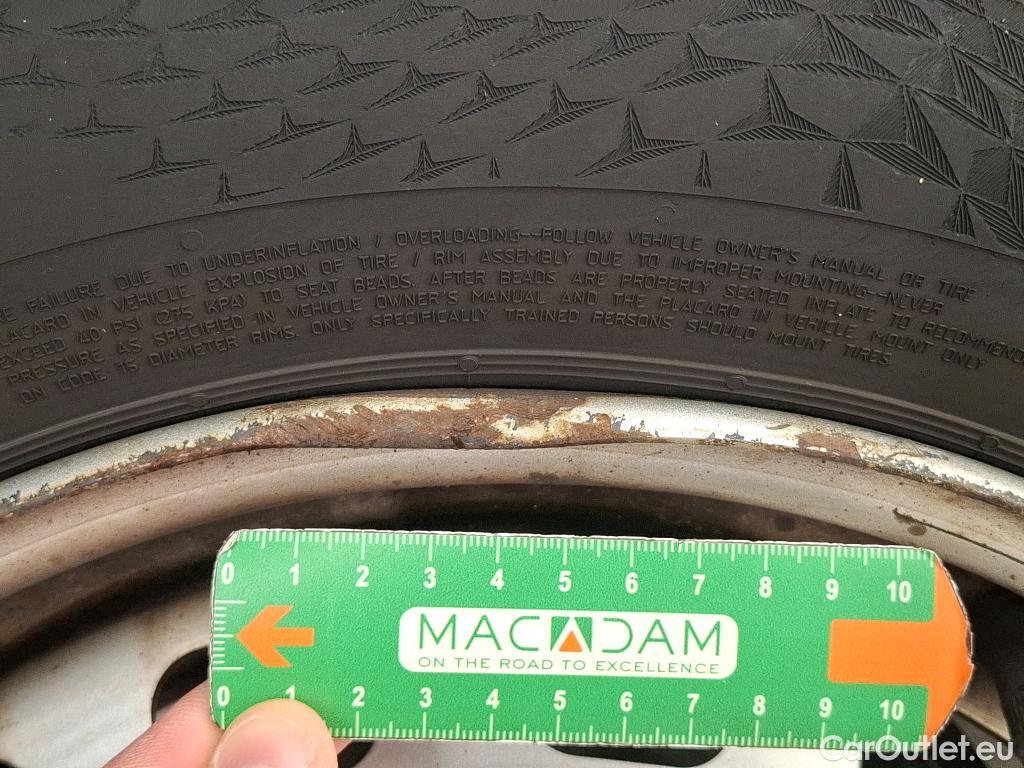 E FAILURE DUE TO UNDERINFLATION / OVERLOADING--FOLLOW VEHICLE OWNER'S MANUAL OR TIRE
LACARD IN VEHICLE EXPLOSION OF TIRE / RIM ASSEMBLY DUE TO IMPROPER MOUNTING--NEVER
EXCEED 40 PSI (275 KPA) TO SEAT BEADS. AFTER BEADS ARE PROPERLY SEATED INFLATE TO RECOMMEND
PRESSURE AS SPECIFIED IN VEHICLE OWNER'S MANUAL AND THE PLACARD IN VEHICLE MOUNT ONLY
ON CODE 15 DIAMETER RIMS. ONLY SPECIFICALLY TRAINED PERSONS SHOULD MOUNT TIRES
0 1 2 3 4 5 6 7 8 9 10
MACADAM
ON THE ROAD TO EXCELLENCE
0 1 2 3 4 5 6 7 8 9 10
CarOutlet.eu